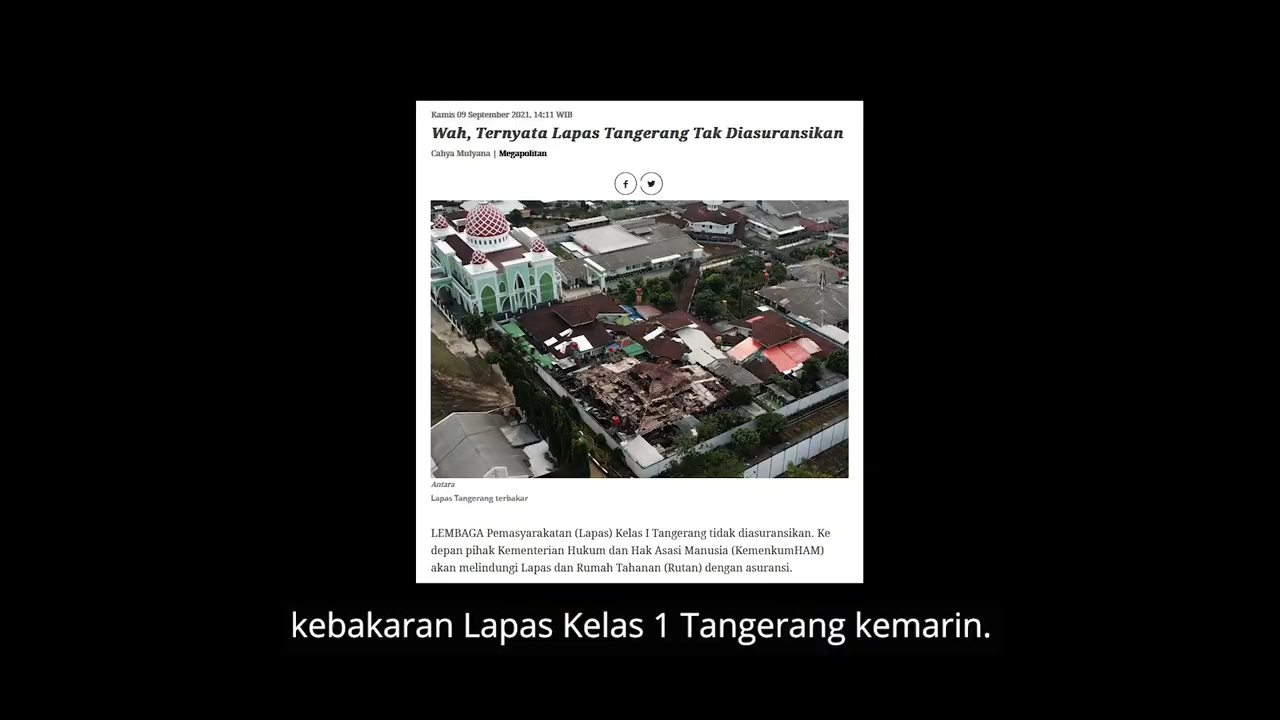 Kamis 09 September 2021, 14:11 WIB
Wah, Ternyata Lapas Tangerang Tak Diasuransikan
Cahya Mulyana | Megapolitan
Antara
Lapas Tangerang terbakar
LEMBAGA Pemasyarakatan (Lapas) Kelas I Tangerang tidak diasuransikan. Ke
depan pihak Kementerian Hukum dan Hak Asasi Manusia (KemenkumHAM)
akan melindungi Lapas dan Rumah Tahanan (Rutan) dengan asuransi.
kebakaran Lapas Kelas 1 Tangerang kemarin.